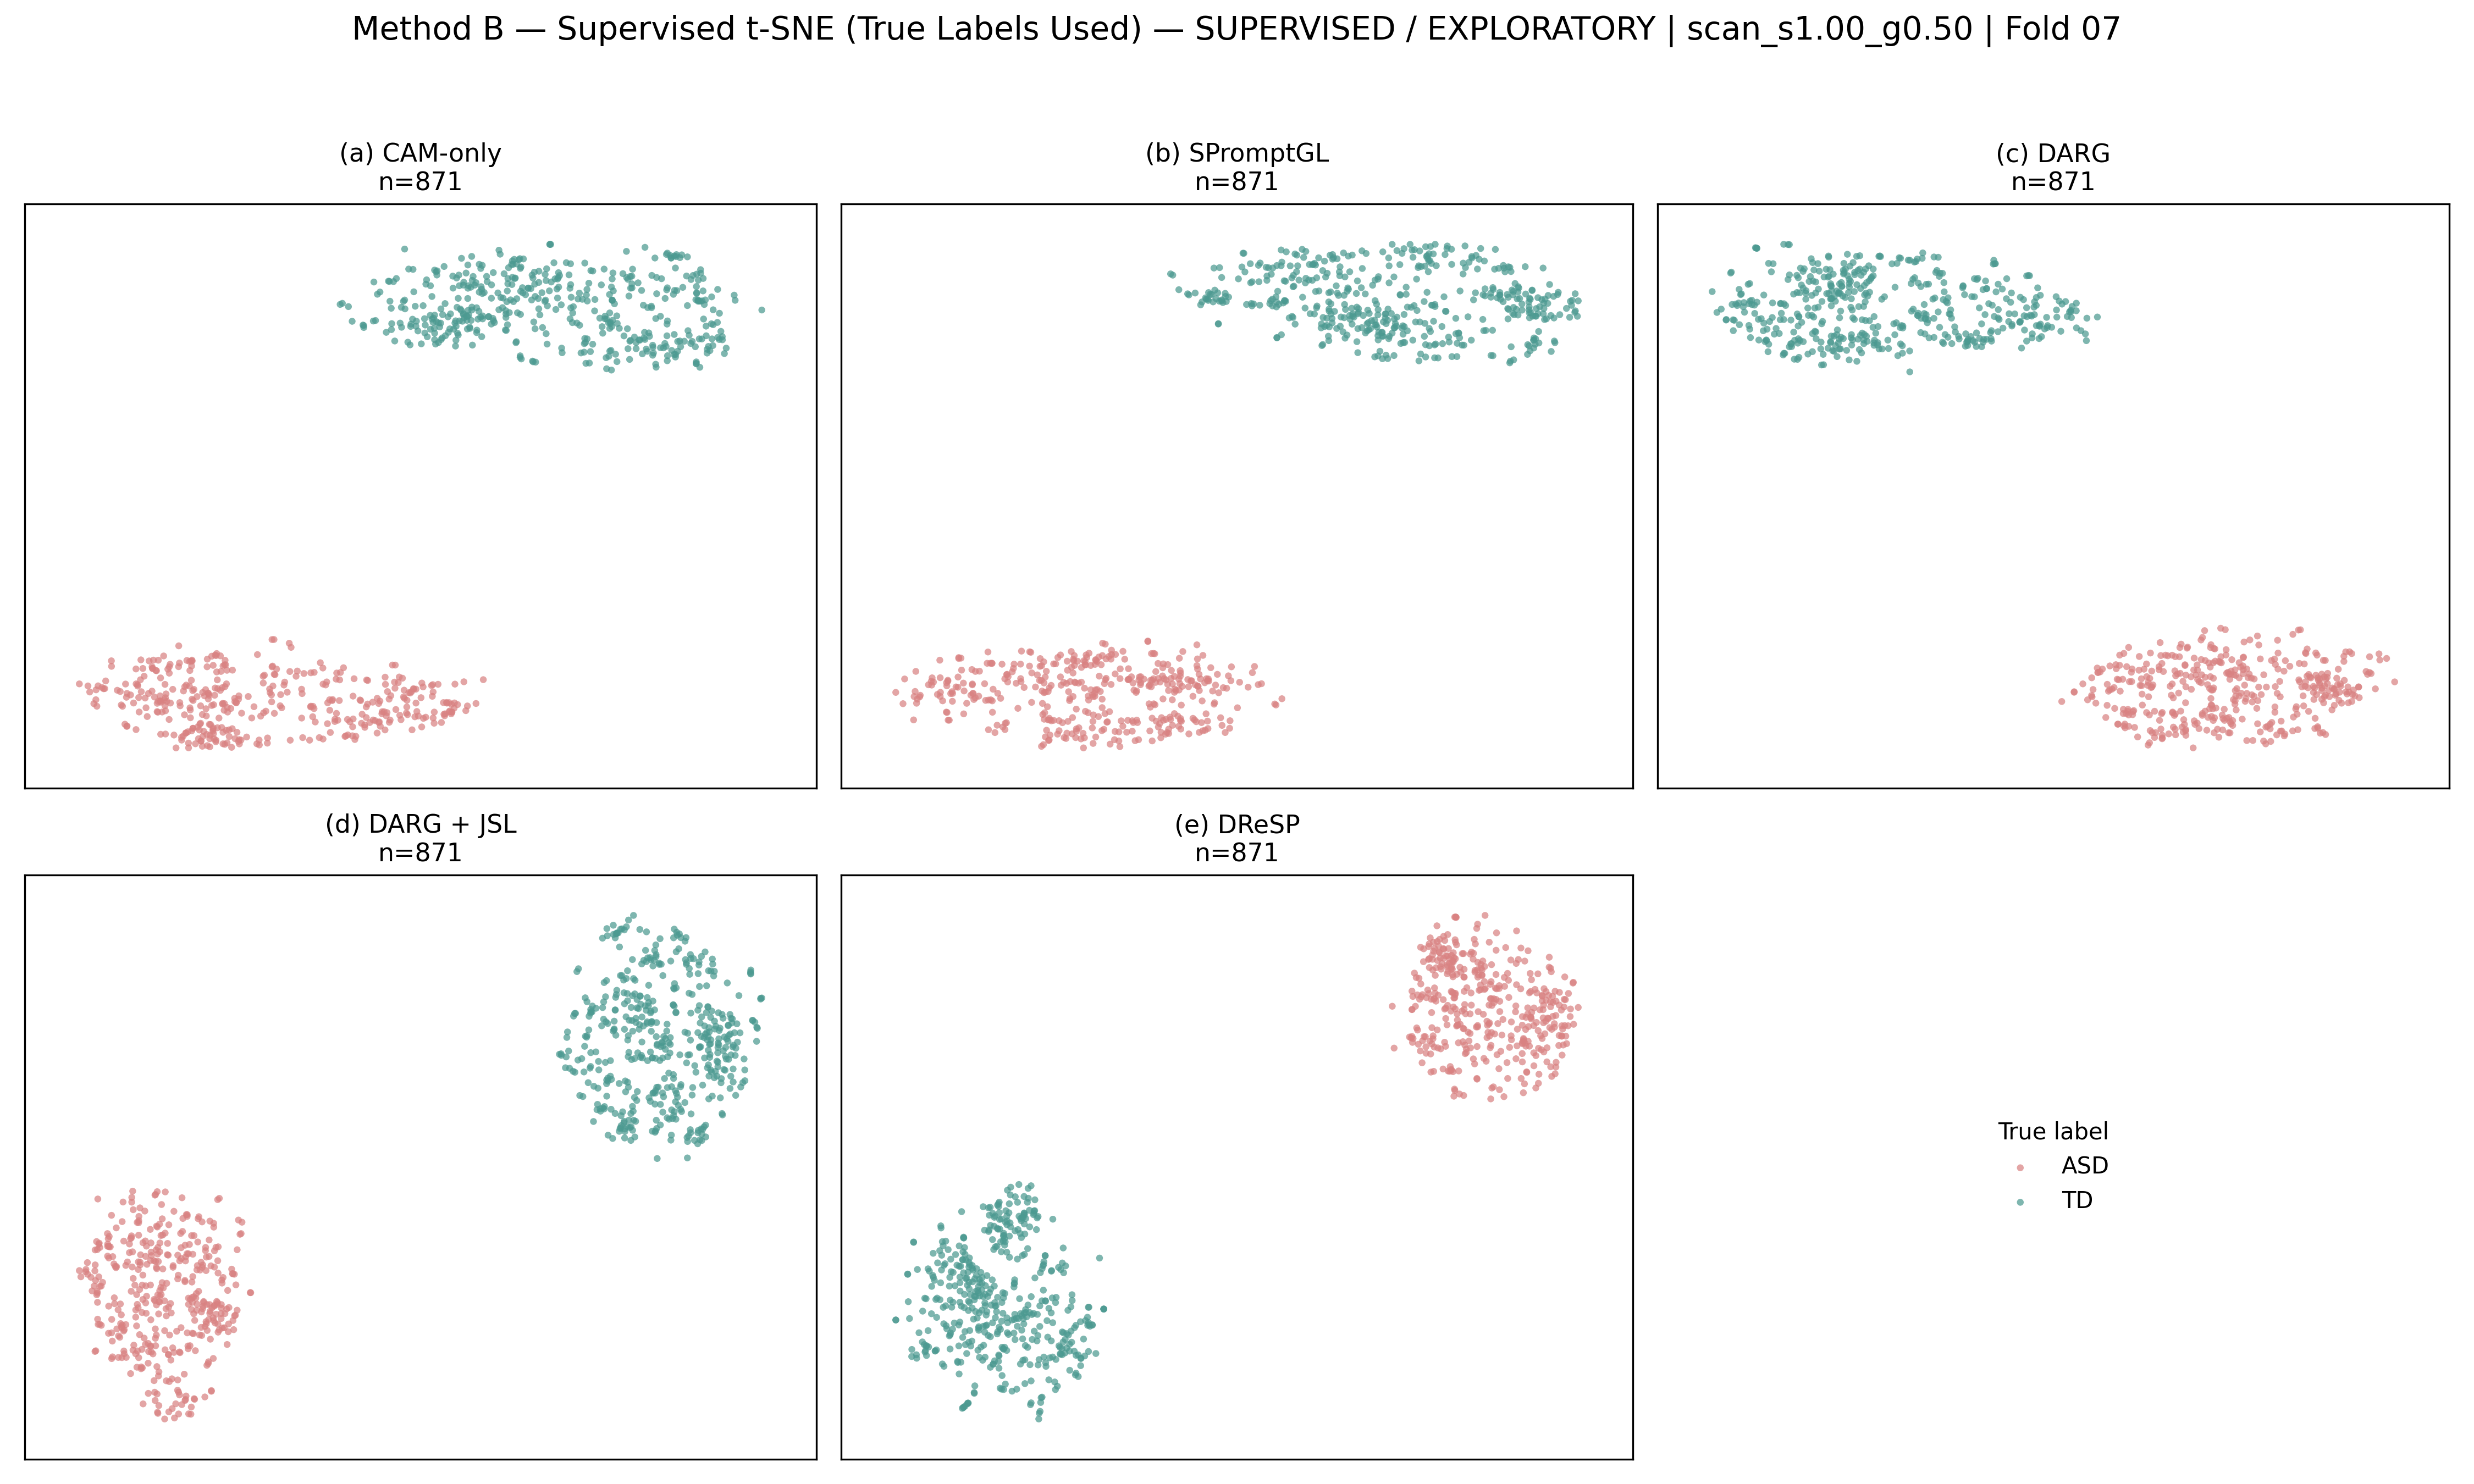 Method B — Supervised t-SNE (True Labels Used) — SUPERVISED / EXPLORATORY | scan_s1.00_g0.50 | Fold 07
(a) CAM-only
n=871
(b) SPromptGL
n=871
(c) DARG
n=871
(d) DARG + JSL
n=871
(e) DReSP
n=871
True label
ASD
TD